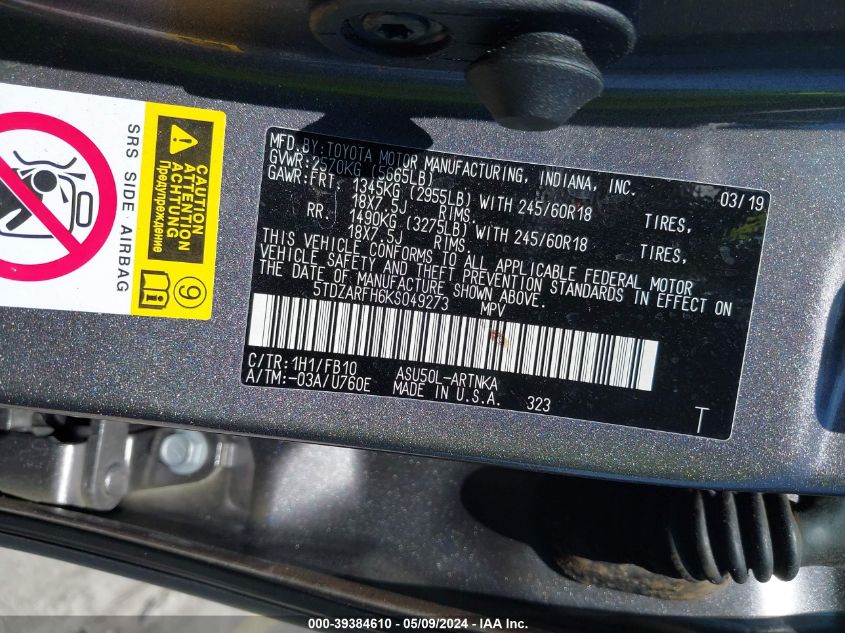 SRS SIDE AIRBAG
CAUTION
ATTENTION
ACHTUNG
Предупреждение
9
MFD.BY:TOYOTA MOTOR MANUFACTURING, INDIANA, INC. 03/19
GVWR:2570KG (5665LB)
GAWR:FRT. 1345KG (2955LB) WITH 245/60R18 TIRES,
18X7.5J RIMS.
RR. 1490KG (3275LB) WITH 245/60R18 TIRES,
18X7.5J RIMS.
THIS VEHICLE CONFORMS TO ALL APPLICABLE FEDERAL MOTOR
VEHICLE SAFETY AND THEFT PREVENTION STANDARDS IN EFFECT ON
THE DATE OF MANUFACTURE SHOWN ABOVE.
5TDZARFH6KS049273 MPV
C/TR:1H1/FB10 ASU50L-ARTNKA
A/TM:-03A/U760E MADE IN U.S.A. 323
T
000-39384610 - 05/09/2024 - IAA Inc.